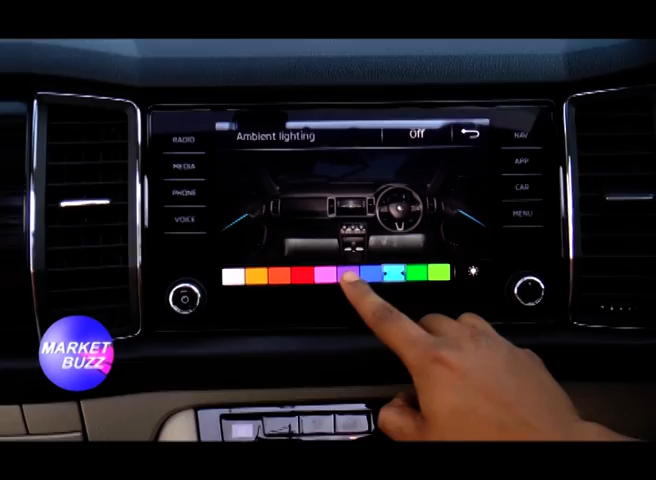 Ambient lighting
Off
RADIO
MEDIA
PHONE
VOICE
NAV
APP
CAR
MENU
MARKET
BUZZ